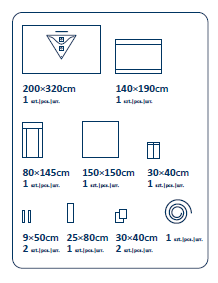 200×320cm 140×190cm
1 szt.|pcs.|шт. 1 szt.|pcs.|шт.
80×145cm 150×150cm 30×40cm
1 szt.|pcs.|шт. 1 szt.|pcs.|шт. 1 szt.|pcs.|шт.
9×50cm 25×80cm 30×40cm 1 szt.|pcs.|шт.
2 szt.|pcs.|шт. 1 szt.|pcs.|шт. 2 szt.|pcs.|шт.